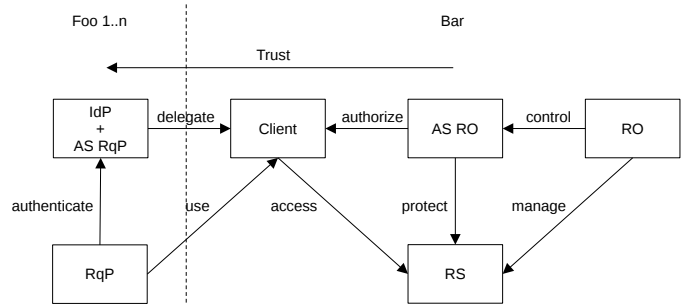 Foo 1..n
Bar
Trust
IdP
+
AS RqP
delegate
Client
authorize
AS RO
control
RO
authenticate
use
access
protect
manage
RqP
RS